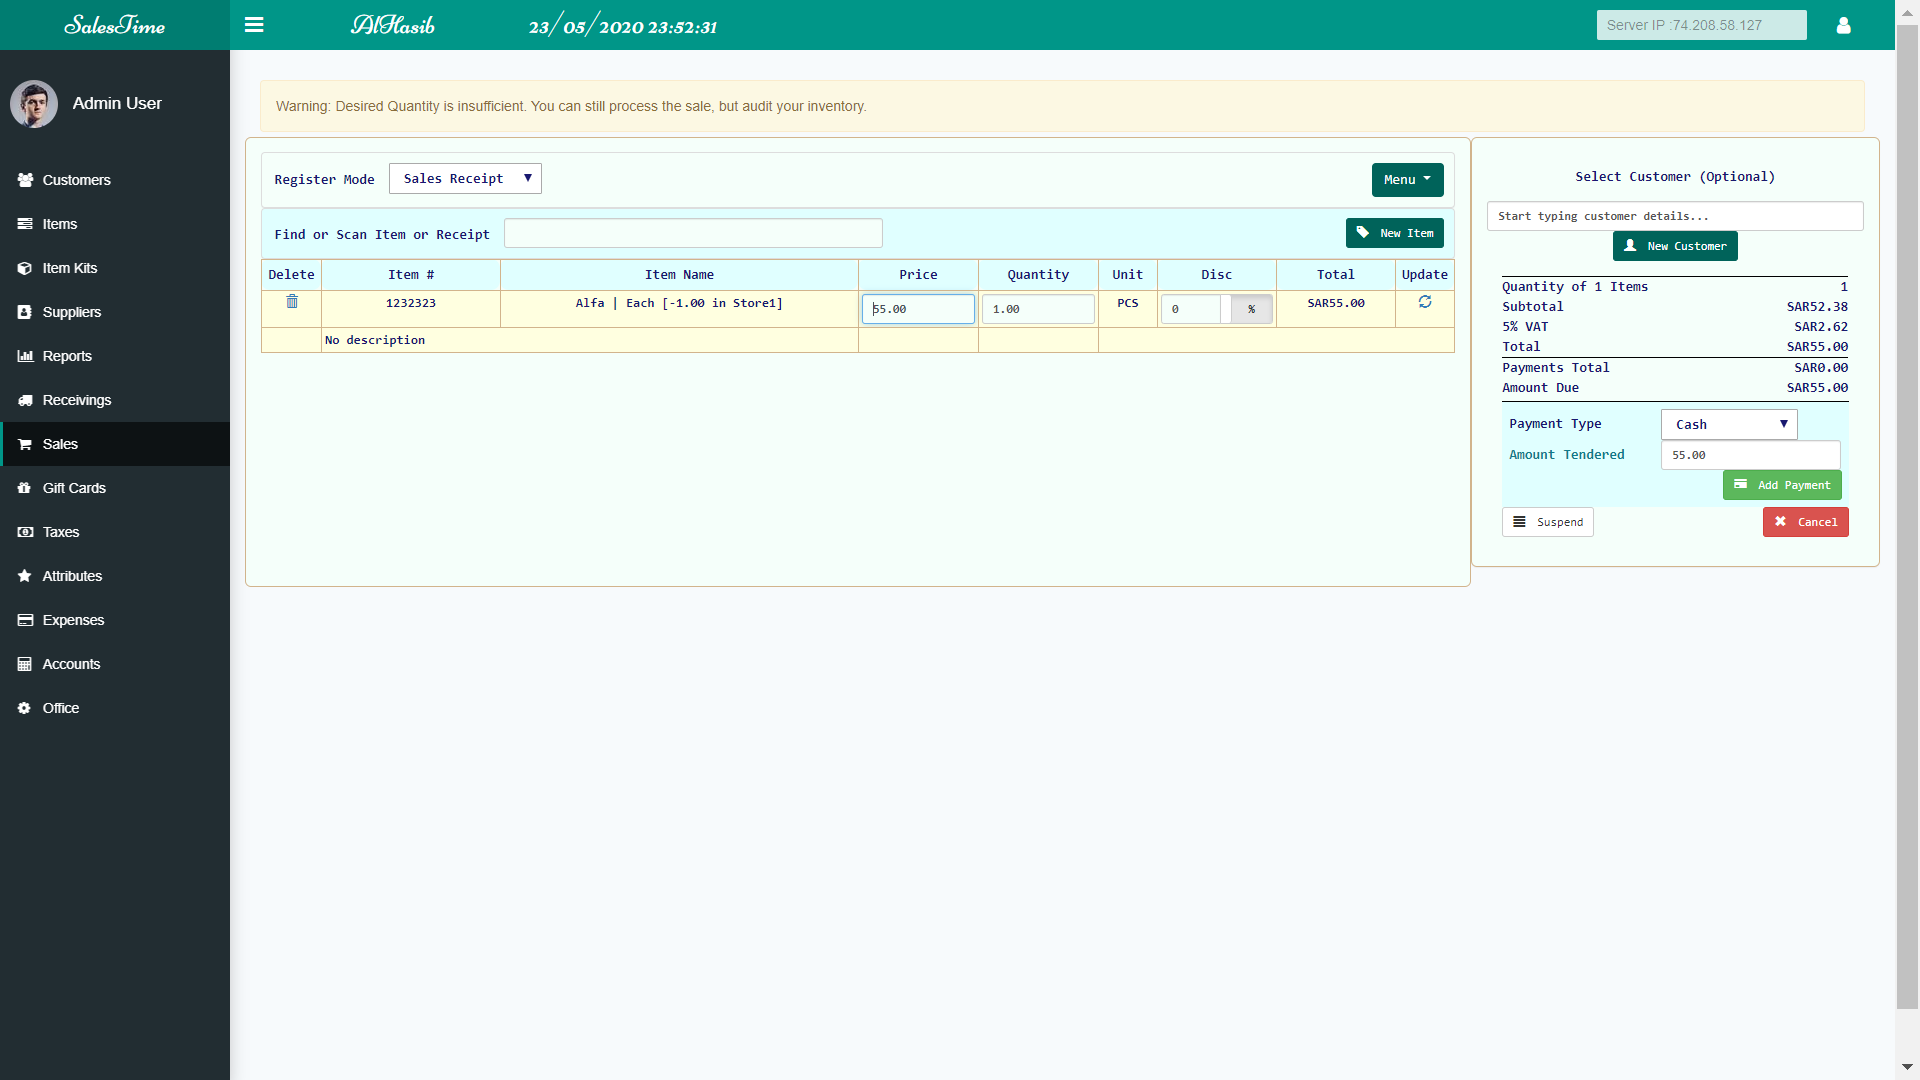 SalesTime
AlHasib
23/05/2020 23:52:31
Server IP :74.208.58.127
Admin User
Customers
Items
Item Kits
Suppliers
Reports
Receivings
Sales
Gift Cards
Taxes
Attributes
Expenses
Accounts
Office
Warning: Desired Quantity is insufficient. You can still process the sale, but audit your inventory.
Register Mode Sales Receipt Menu
Find or Scan Item or Receipt New Item
Delete Item # Item Name Price Quantity Unit Disc Total Update
1232323 Alfa | Each [-1.00 in Store1] 55.00 1.00 PCS 0 % SAR55.00
No description
Select Customer (Optional)
Start typing customer details...
New Customer
Quantity of 1 Items 1
Subtotal SAR52.38
5% VAT SAR2.62
Total SAR55.00
Payments Total SAR0.00
Amount Due SAR55.00
Payment Type Cash
Amount Tendered 55.00
Add Payment
Suspend Cancel